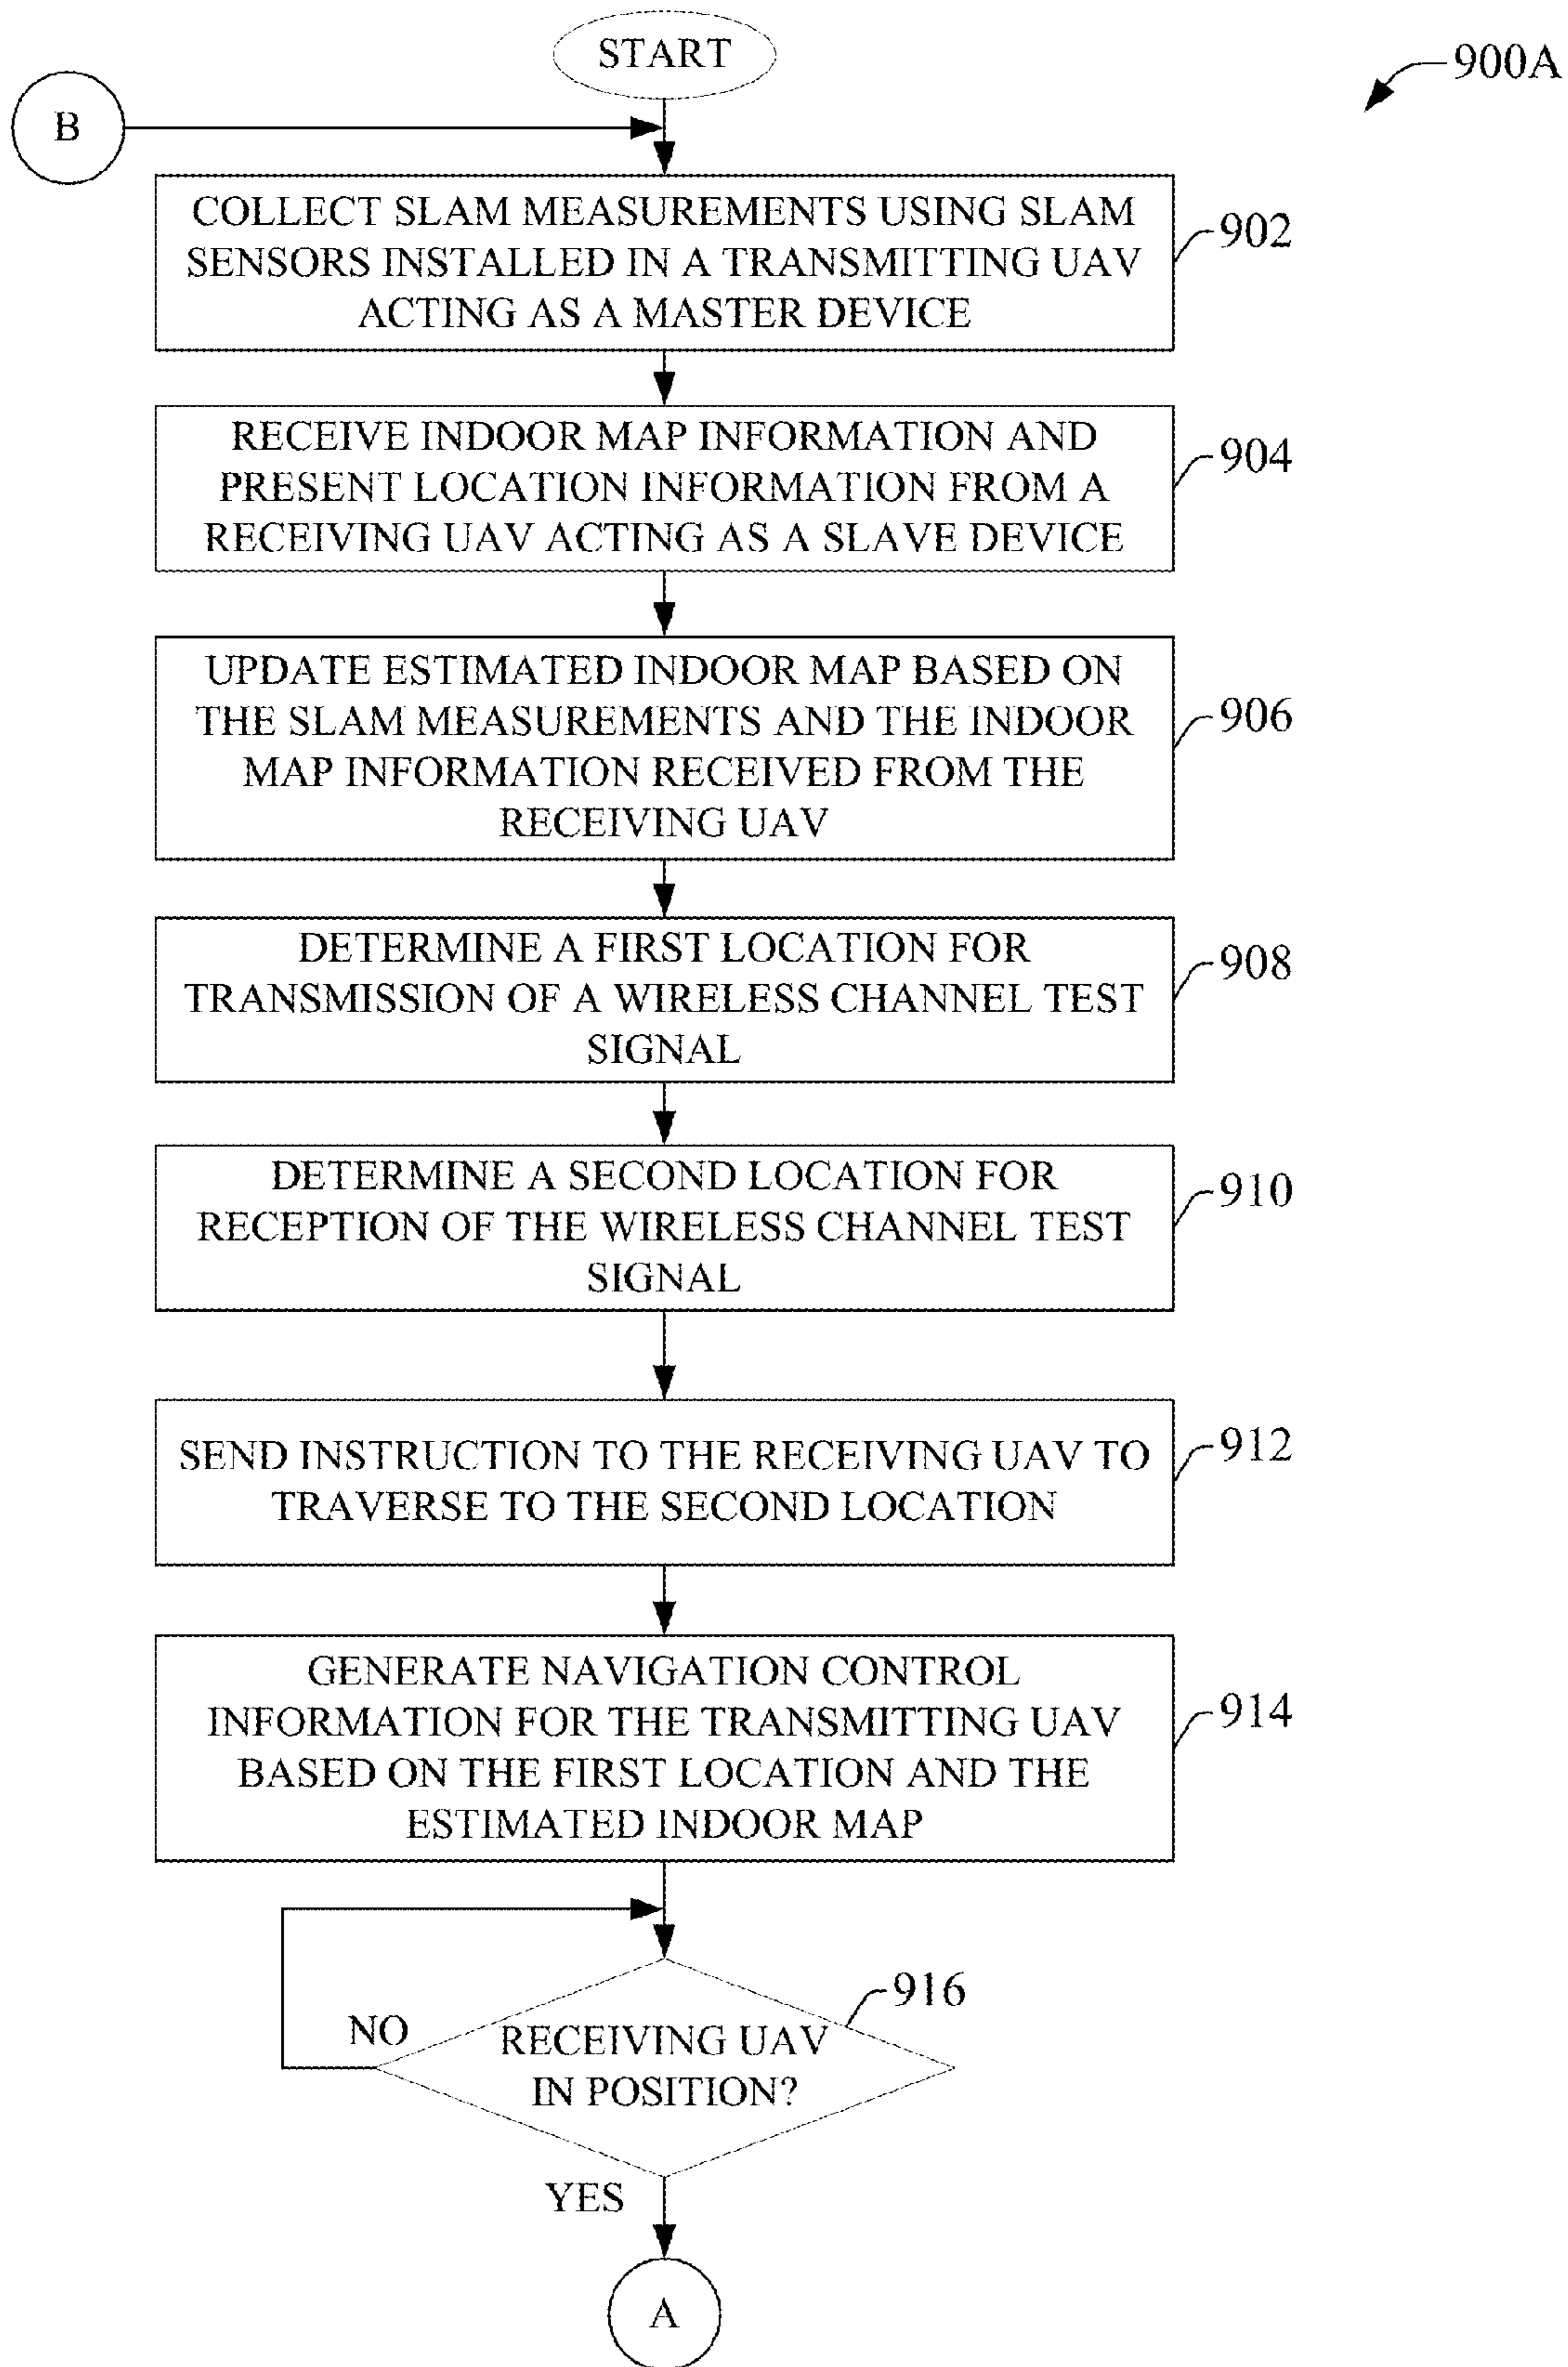 START
900A
B
COLLECT SLAM MEASUREMENTS USING SLAM
SENSORS INSTALLED IN A TRANSMITTING UAV
ACTING AS A MASTER DEVICE
902
RECEIVE INDOOR MAP INFORMATION AND
PRESENT LOCATION INFORMATION FROM A
RECEIVING UAV ACTING AS A SLAVE DEVICE
904
UPDATE ESTIMATED INDOOR MAP BASED ON
THE SLAM MEASUREMENTS AND THE INDOOR
MAP INFORMATION RECEIVED FROM THE
RECEIVING UAV
906
DETERMINE A FIRST LOCATION FOR
TRANSMISSION OF A WIRELESS CHANNEL TEST
SIGNAL
908
DETERMINE A SECOND LOCATION FOR
RECEPTION OF THE WIRELESS CHANNEL TEST
SIGNAL
910
SEND INSTRUCTION TO THE RECEIVING UAV TO
TRAVERSE TO THE SECOND LOCATION
912
GENERATE NAVIGATION CONTROL
INFORMATION FOR THE TRANSMITTING UAV
BASED ON THE FIRST LOCATION AND THE
ESTIMATED INDOOR MAP
914
916
NO
RECEIVING UAV
IN POSITION?
YES
A